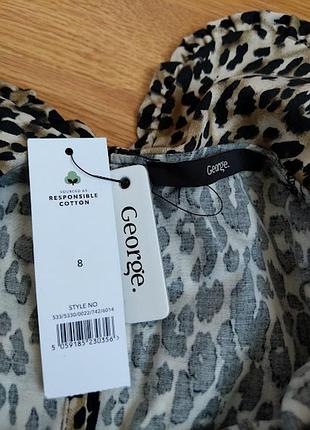 George.
SOURCED AS
RESPONSIBLE
COTTON
8
STYLE NO
533/5330/0022/742/6014
5 059185 230356
George.